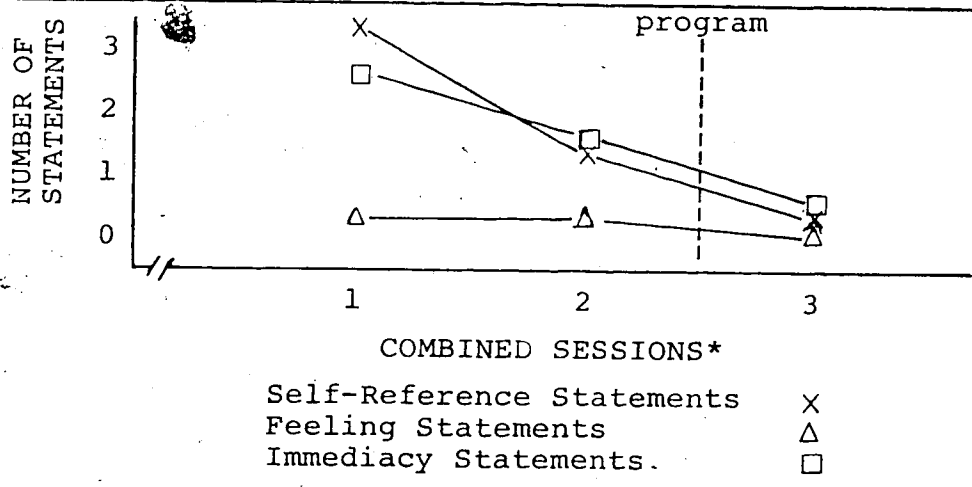 program
NUMBER OF
STATEMENTS
3
2
1
0
1 2 3
COMBINED SESSIONS*
Self-Reference Statements
Feeling Statements
Immediacy Statements.